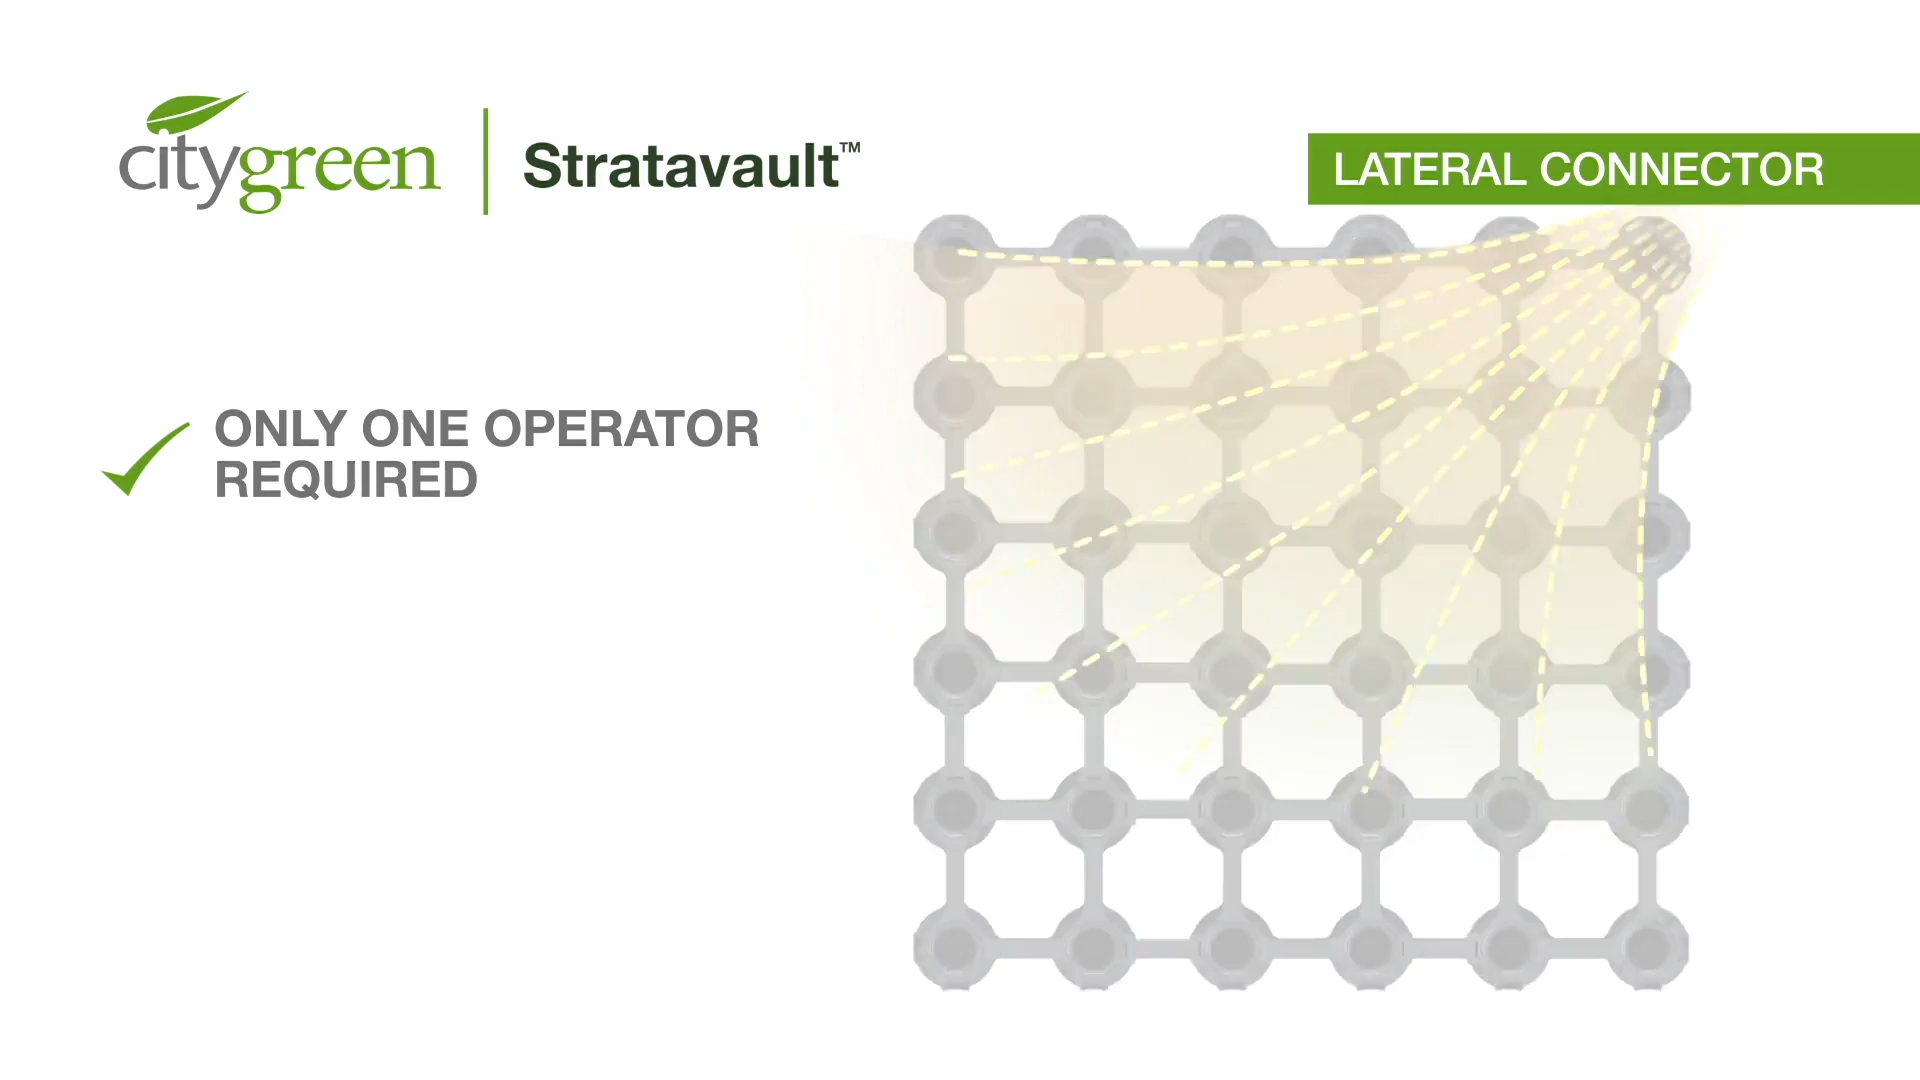 citygreen
Stratavault™
LATERAL CONNECTOR
ONLY ONE OPERATOR
REQUIRED